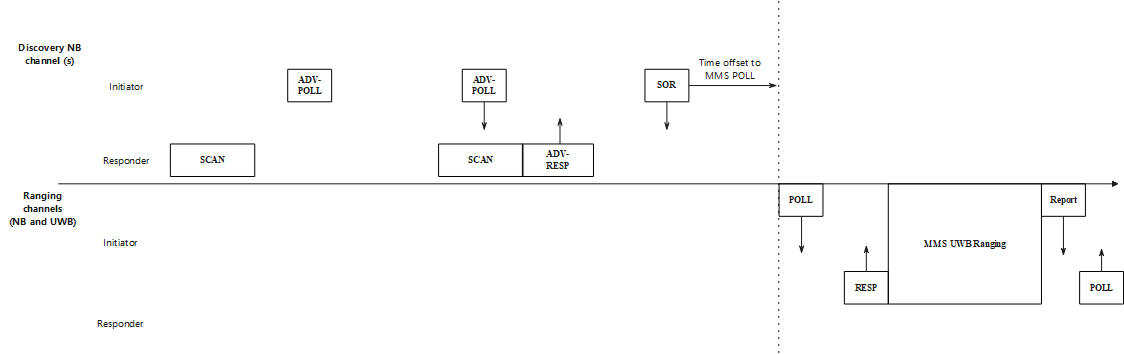 Discovery NB
channel (s)
Initiator
ADV-
POLL
ADV-
POLL
SOR
Time offset to
MMS POLL
Responder
SCAN
SCAN
ADV-
RESP
Ranging
channels
(NB and UWB)
Initiator
POLL
MMS UWB Ranging
Report
RESP
POLL
Responder